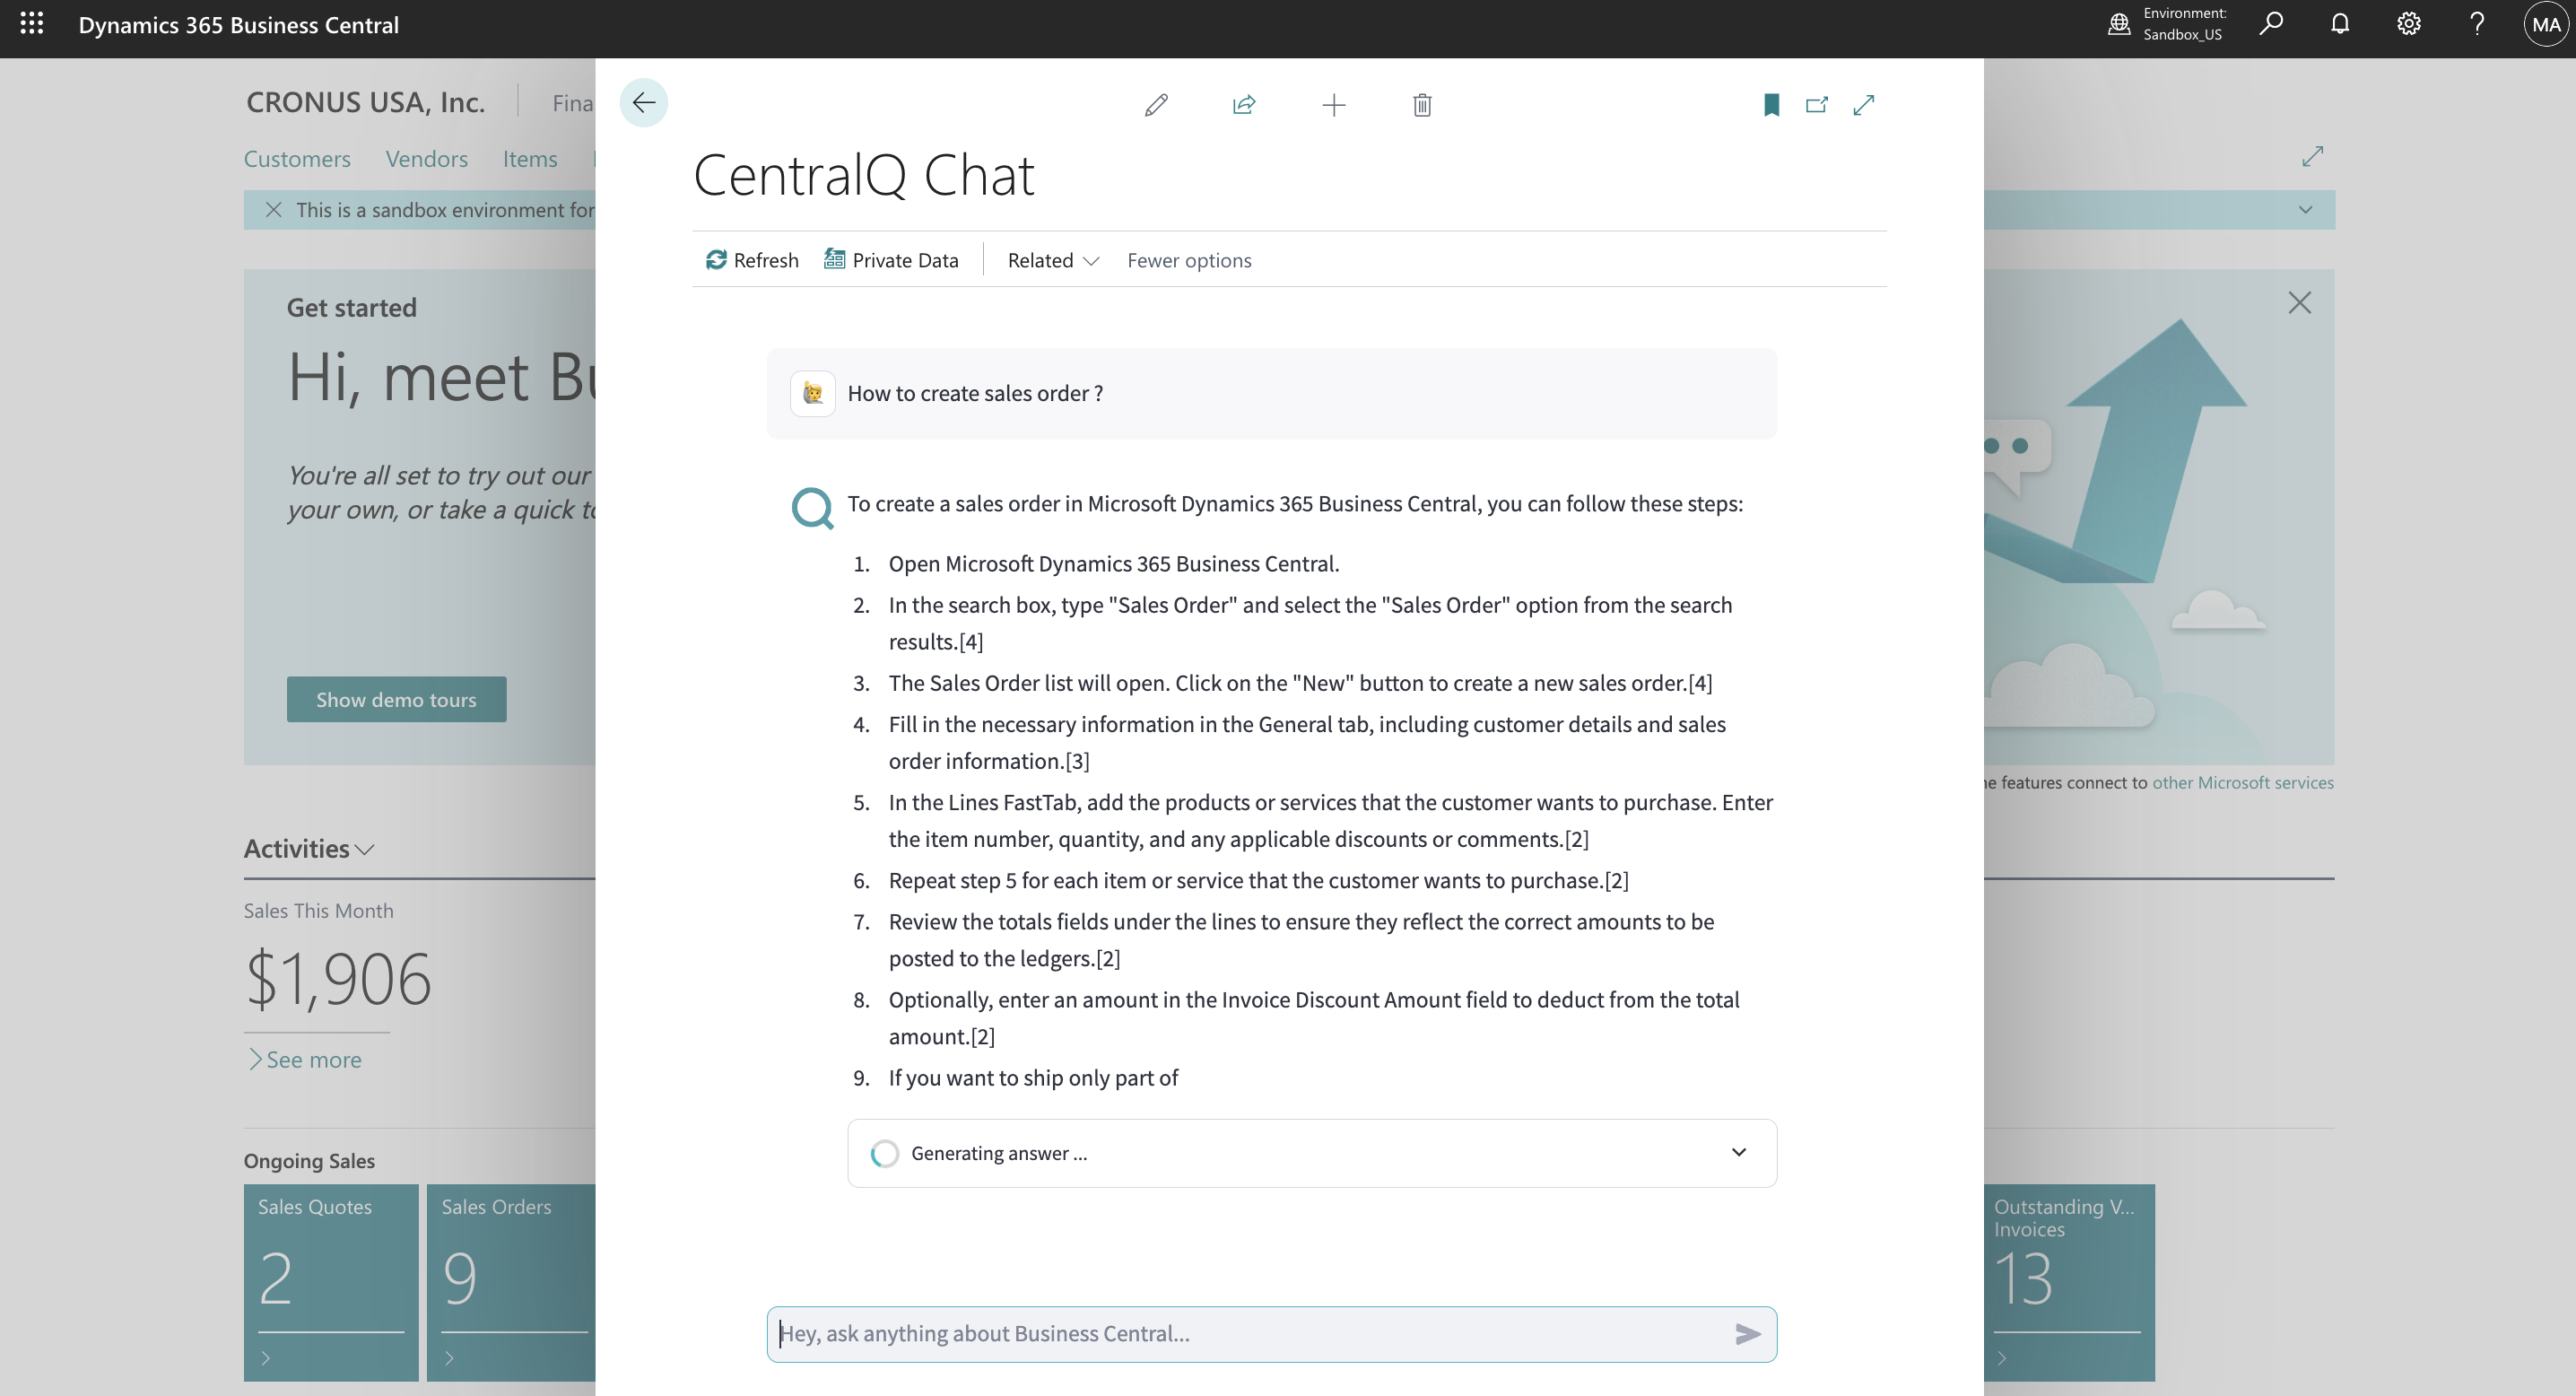 Dynamics 365 Business Central
Environment:
Sandbox_US
MA
CRONUS USA, Inc.
Fina
Customers Vendors Items
This is a sandbox environment for
Get started
Hi, meet Bu
You're all set to try out our
your own, or take a quick to
Show demo tours
Activities
Sales This Month
$1,906
See more
Ongoing Sales
Sales Quotes
2
Sales Orders
9
CentralQ Chat
Refresh Private Data Related Fewer options
How to create sales order ?
To create a sales order in Microsoft Dynamics 365 Business Central, you can follow these steps:
1. Open Microsoft Dynamics 365 Business Central.
2. In the search box, type "Sales Order" and select the "Sales Order" option from the search
results.[4]
3. The Sales Order list will open. Click on the "New" button to create a new sales order.[4]
4. Fill in the necessary information in the General tab, including customer details and sales
order information.[3]
5. In the Lines FastTab, add the products or services that the customer wants to purchase. Enter
the item number, quantity, and any applicable discounts or comments.[2]
6. Repeat step 5 for each item or service that the customer wants to purchase.[2]
7. Review the totals fields under the lines to ensure they reflect the correct amounts to be
posted to the ledgers.[2]
8. Optionally, enter an amount in the Invoice Discount Amount field to deduct from the total
amount.[2]
9. If you want to ship only part of
Generating answer ...
Hey, ask anything about Business Central...
e features connect to other Microsoft services
Outstanding V...
Invoices
13